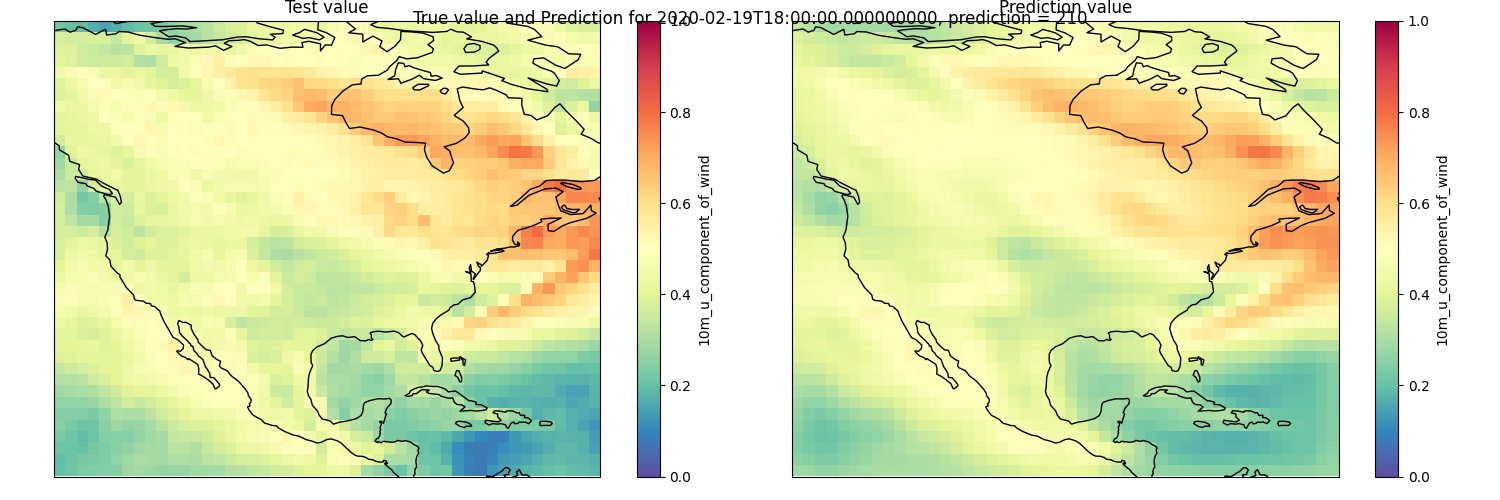 Test value
True value and Prediction for 2020-02-19T18:00:00.000000000, prediction = 210
Prediction value
1.0
0.8
0.6
0.4
0.2
0.0
10m_u_component_of_wind
1.0
0.8
0.6
0.4
0.2
0.0
10m_u_component_of_wind